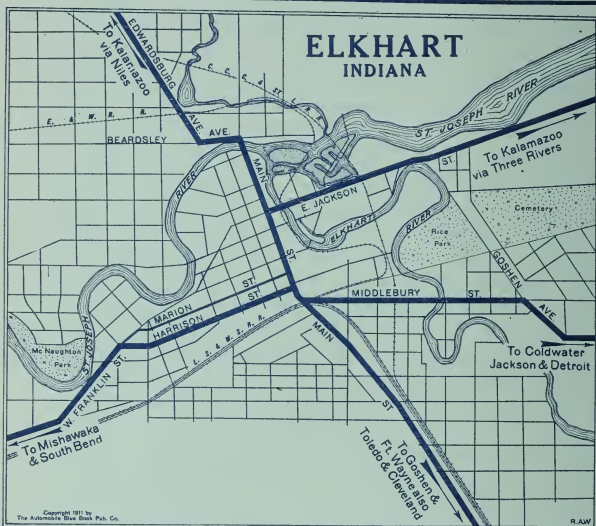 ELKHART
INDIANA
To Kalamazoo
via Niles
EDWARDSBURG
AVE.
C. C. C. & ST. L. R. R.
E. & W. R. R.
BEARDSLEY
AVE.
MAIN
ST.
ST. JOSEPH RIVER
To Kalamazoo
via Three Rivers
E. JACKSON
ST.
ELKHART
RIVER
Rice
Park
Cemetery
GOSHEN
AVE.
RIVER
ST. JOSEPH
MARION ST.
HARRISON ST.
MIDDLEBURY ST.
McNaughton
Park
W. FRANKLIN ST.
MAIN
ST.
To Coldwater
Jackson & Detroit
To Mishawaka
& South Bend
To Goshen &
Ft. Wayne also
Toledo & Cleveland
Copyright 1911 by
The Automobile Blue Book Pub. Co.
R.A.W